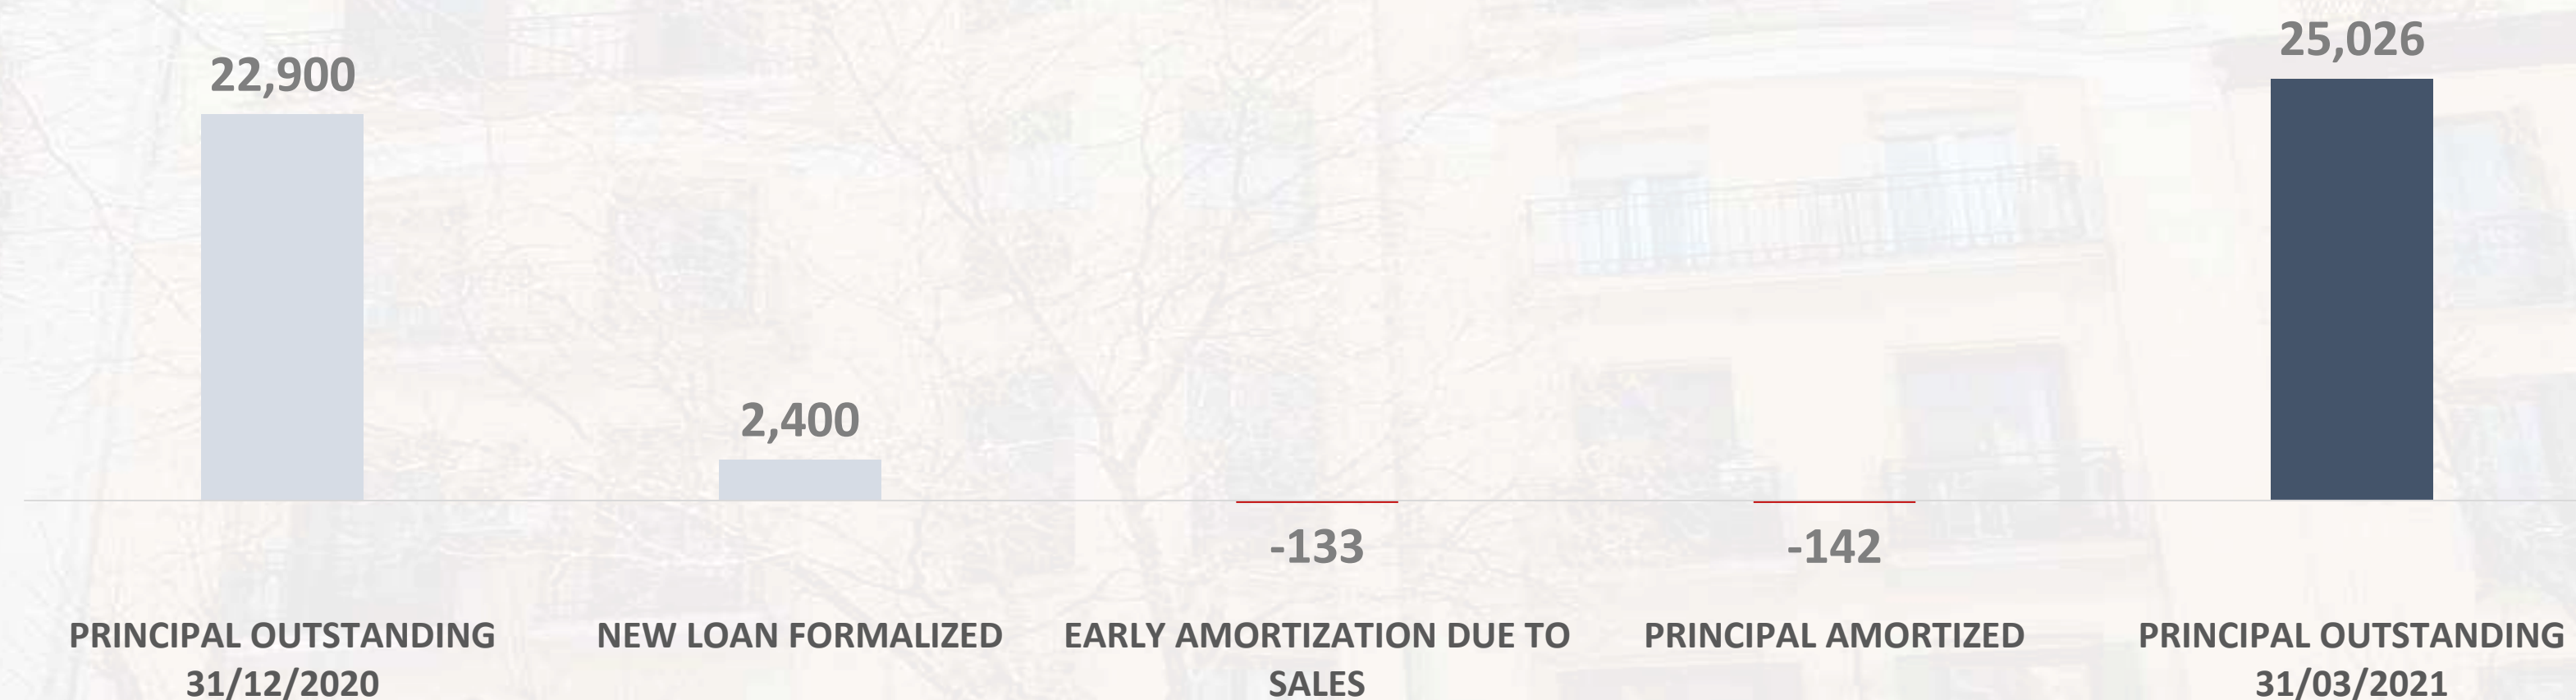 22,900
2,400
-133
-142
25,026
PRINCIPAL OUTSTANDING
31/12/2020
NEW LOAN FORMALIZED
EARLY AMORTIZATION DUE TO
SALES
PRINCIPAL AMORTIZED
PRINCIPAL OUTSTANDING
31/03/2021